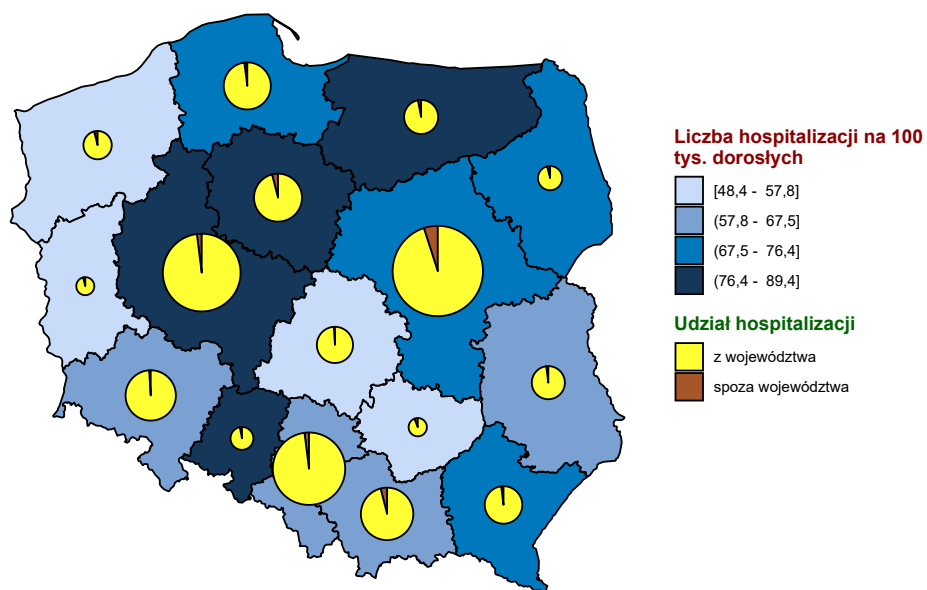 Liczba hospitalizacji na 100
tys. dorosłych
[48,4 - 57,8]
(57,8 - 67,5]
(67,5 - 76,4]
(76,4 - 89,4]
Udział hospitalizacji
z województwa
spoza województwa